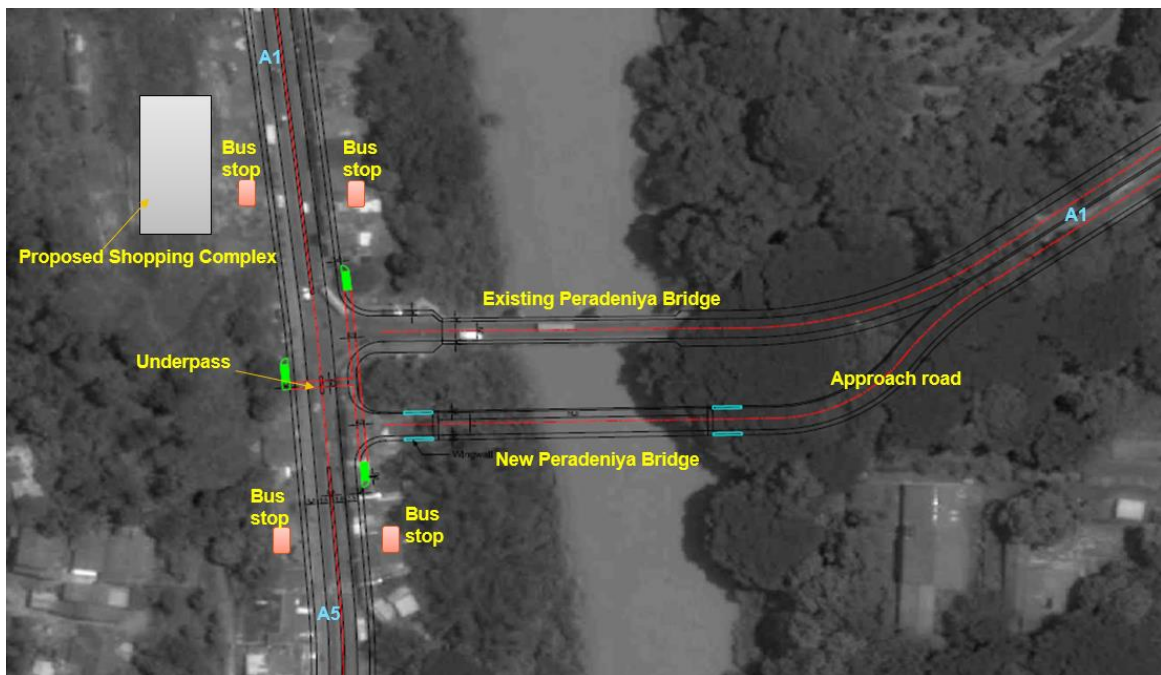 A1
Bus
stop
Bus
stop
Proposed Shopping Complex
A1
Existing Peradeniya Bridge
Underpass
Approach road
Wingwall
New Peradeniya Bridge
Bus
stop
Bus
stop
A5